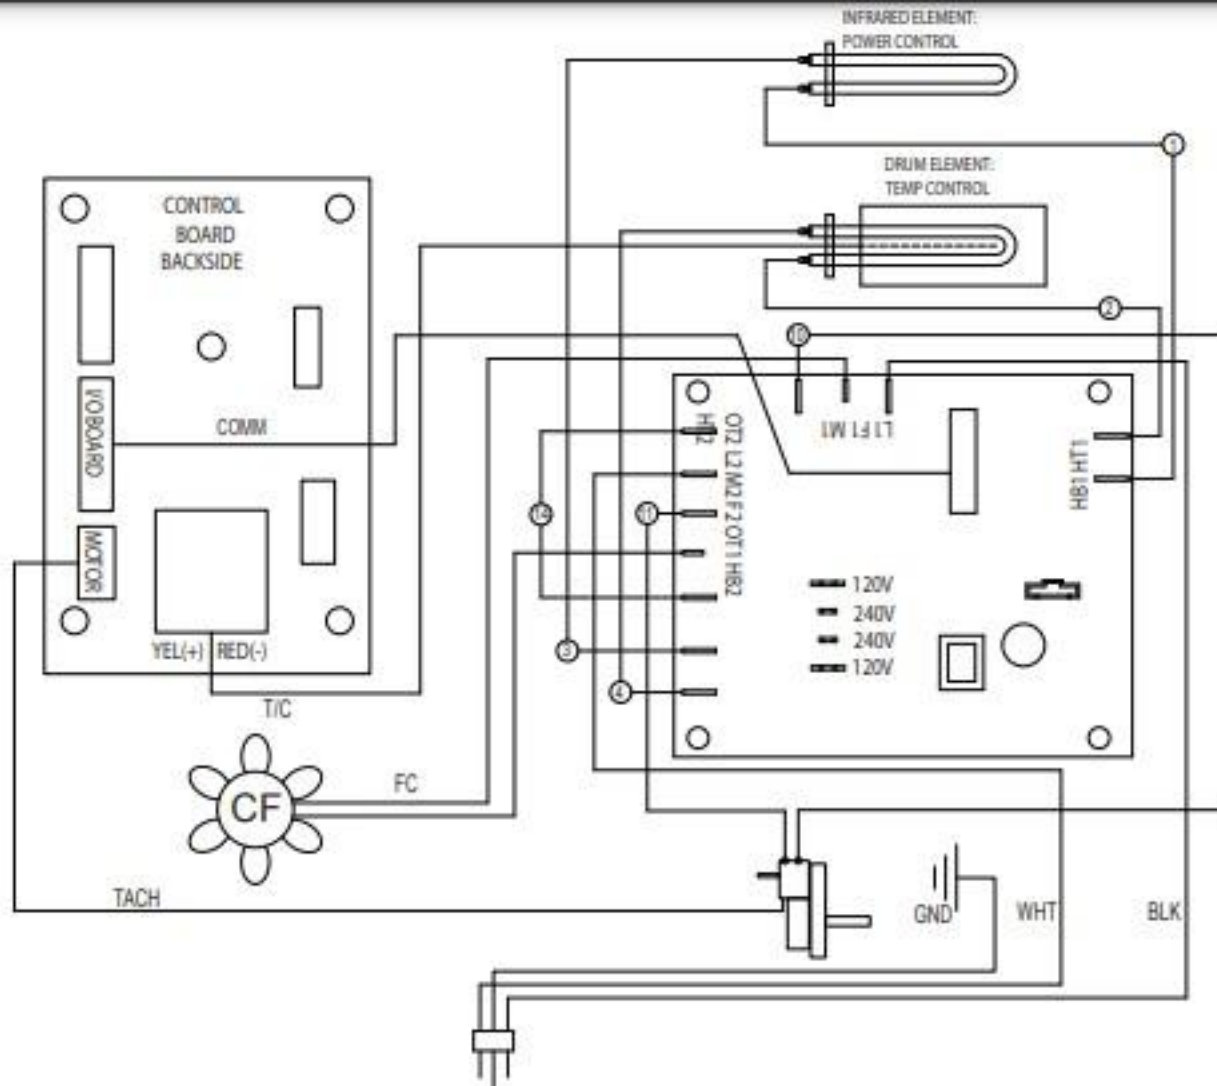 INFRARED ELEMENT:
POWER CONTROL
1
DRUM ELEMENT:
TEMP CONTROL
CONTROL
BOARD
BACKSIDE
2
10
I/O BOARD
COMM
MOTOR
YEL(+) RED(-)
T/C
M1 F1 L1
OT2 L2 M2 F2 OT1 HB2
HT2
HB1 HT1
14
11
3
4
120V
240V
240V
120V
CF
FC
TACH
GND
WHT
BLK